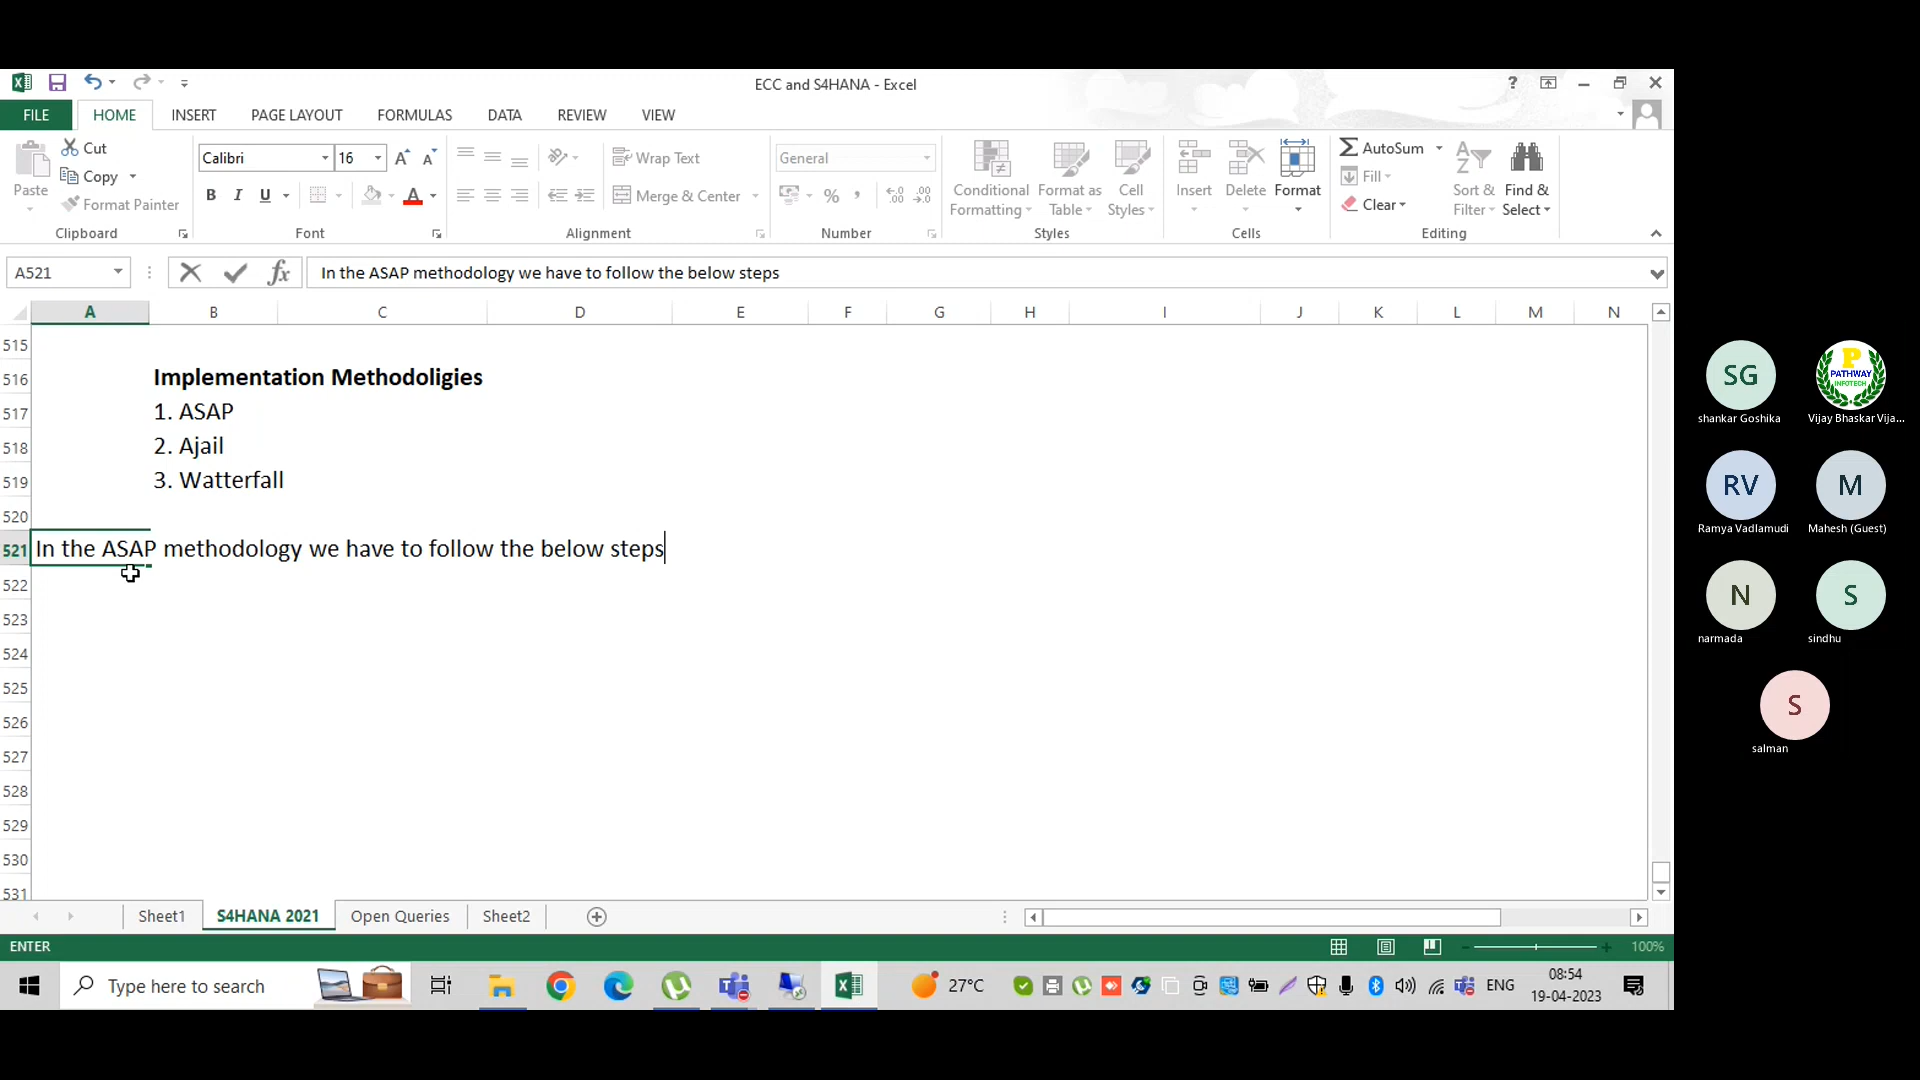 ECC and S4HANA - Excel
?
FILE HOME INSERT PAGE LAYOUT FORMULAS DATA REVIEW VIEW
Paste
Cut
Copy
Format Painter
Clipboard
Calibri 16
B I U A
Font
Wrap Text
Merge & Center
Alignment
General
%
Number
Conditional Formatting
Format as Table
Cell Styles
Styles
Insert Delete Format
Cells
AutoSum
Fill
Clear
Sort & Filter
Find & Select
Editing
A521 fx In the ASAP methodology we have to follow the below steps
A B C D E F G H I J K L M N
515
516 Implementation Methodoligies
517 1. ASAP
518 2. Ajail
519 3. Watterfall
520
521 In the ASAP methodology we have to follow the below steps
522
523
524
525
526
527
528
529
530
531
Sheet1 S4HANA 2021 Open Queries Sheet2
ENTER 100%
Type here to search 27°C ENG 08:54
19-04-2023
SG
shankar Goshika
P
PATHWAY
INFOTECH
Vijay Bhaskar Vija...
RV
Ramya Vadlamudi
M
Mahesh (Guest)
N
narmada
S
sindhu
S
salman